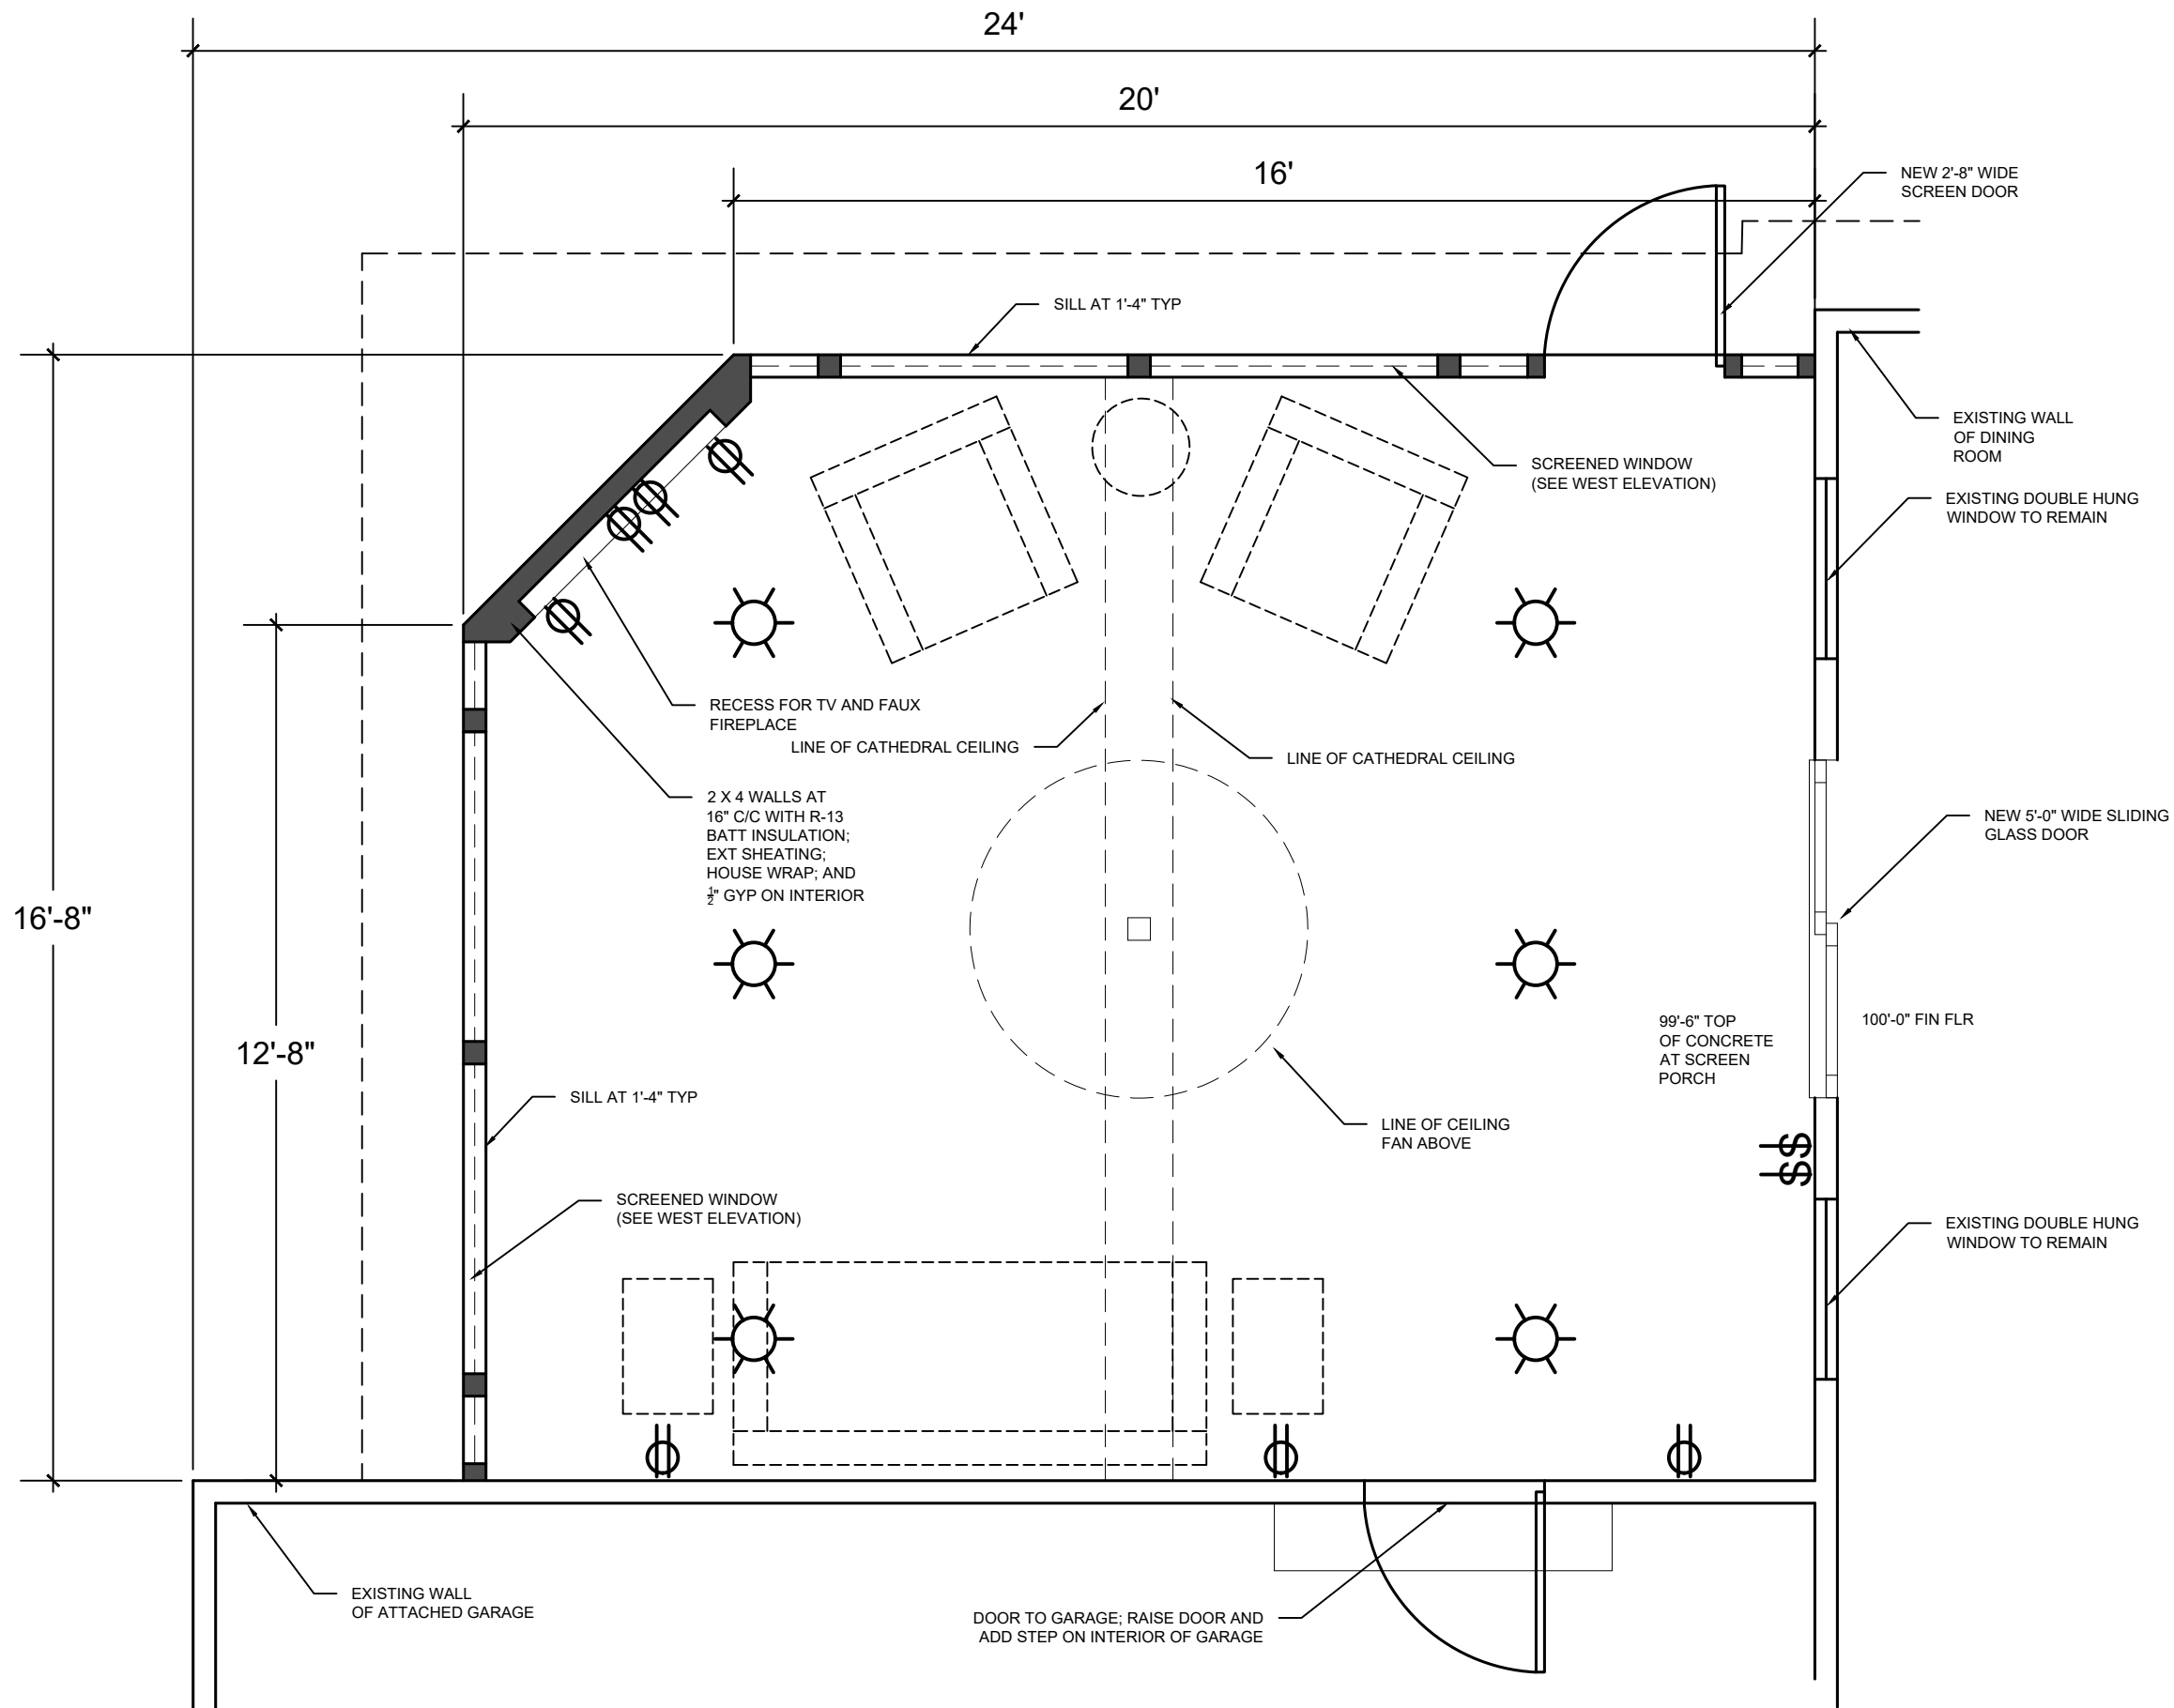 24'
20'
16'
NEW 2'-8" WIDE
SCREEN DOOR
SILL AT 1'-4" TYP
EXISTING WALL
OF DINING
ROOM
SCREENED WINDOW
(SEE WEST ELEVATION)
EXISTING DOUBLE HUNG
WINDOW TO REMAIN
RECESS FOR TV AND FAUX
FIREPLACE
LINE OF CATHEDRAL CEILING
LINE OF CATHEDRAL CEILING
2 X 4 WALLS AT
16" C/C WITH R-13
BATT INSULATION;
EXT SHEATING;
HOUSE WRAP; AND
½" GYP ON INTERIOR
NEW 5'-0" WIDE SLIDING
GLASS DOOR
16'-8"
12'-8"
99'-6" TOP
OF CONCRETE
AT SCREEN
PORCH
100'-0" FIN FLR
SILL AT 1'-4" TYP
LINE OF CEILING
FAN ABOVE
$
$
SCREENED WINDOW
(SEE WEST ELEVATION)
EXISTING DOUBLE HUNG
WINDOW TO REMAIN
EXISTING WALL
OF ATTACHED GARAGE
DOOR TO GARAGE; RAISE DOOR AND
ADD STEP ON INTERIOR OF GARAGE